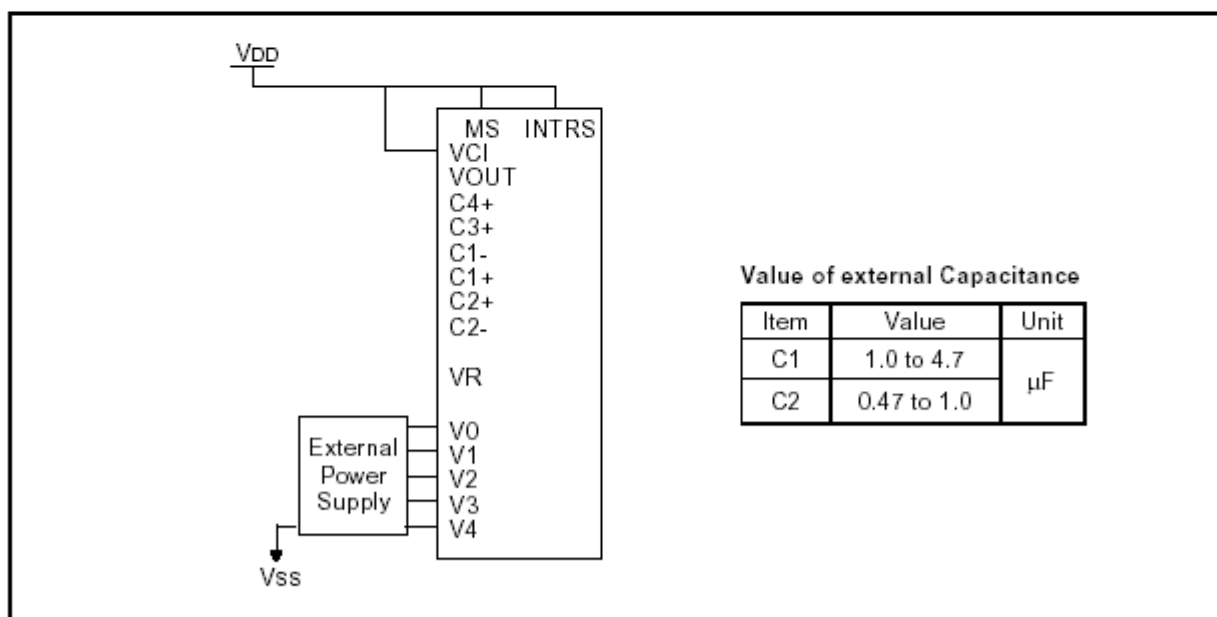 VDD
MS INTRS
VCI
VOUT
C4+
C3+
C1-
C1+
C2+
C2-
VR
V0
V1
V2
V3
V4
External
Power
Supply
VSS
Value of external Capacitance
Item Value Unit
C1 1.0 to 4.7 µF
C2 0.47 to 1.0